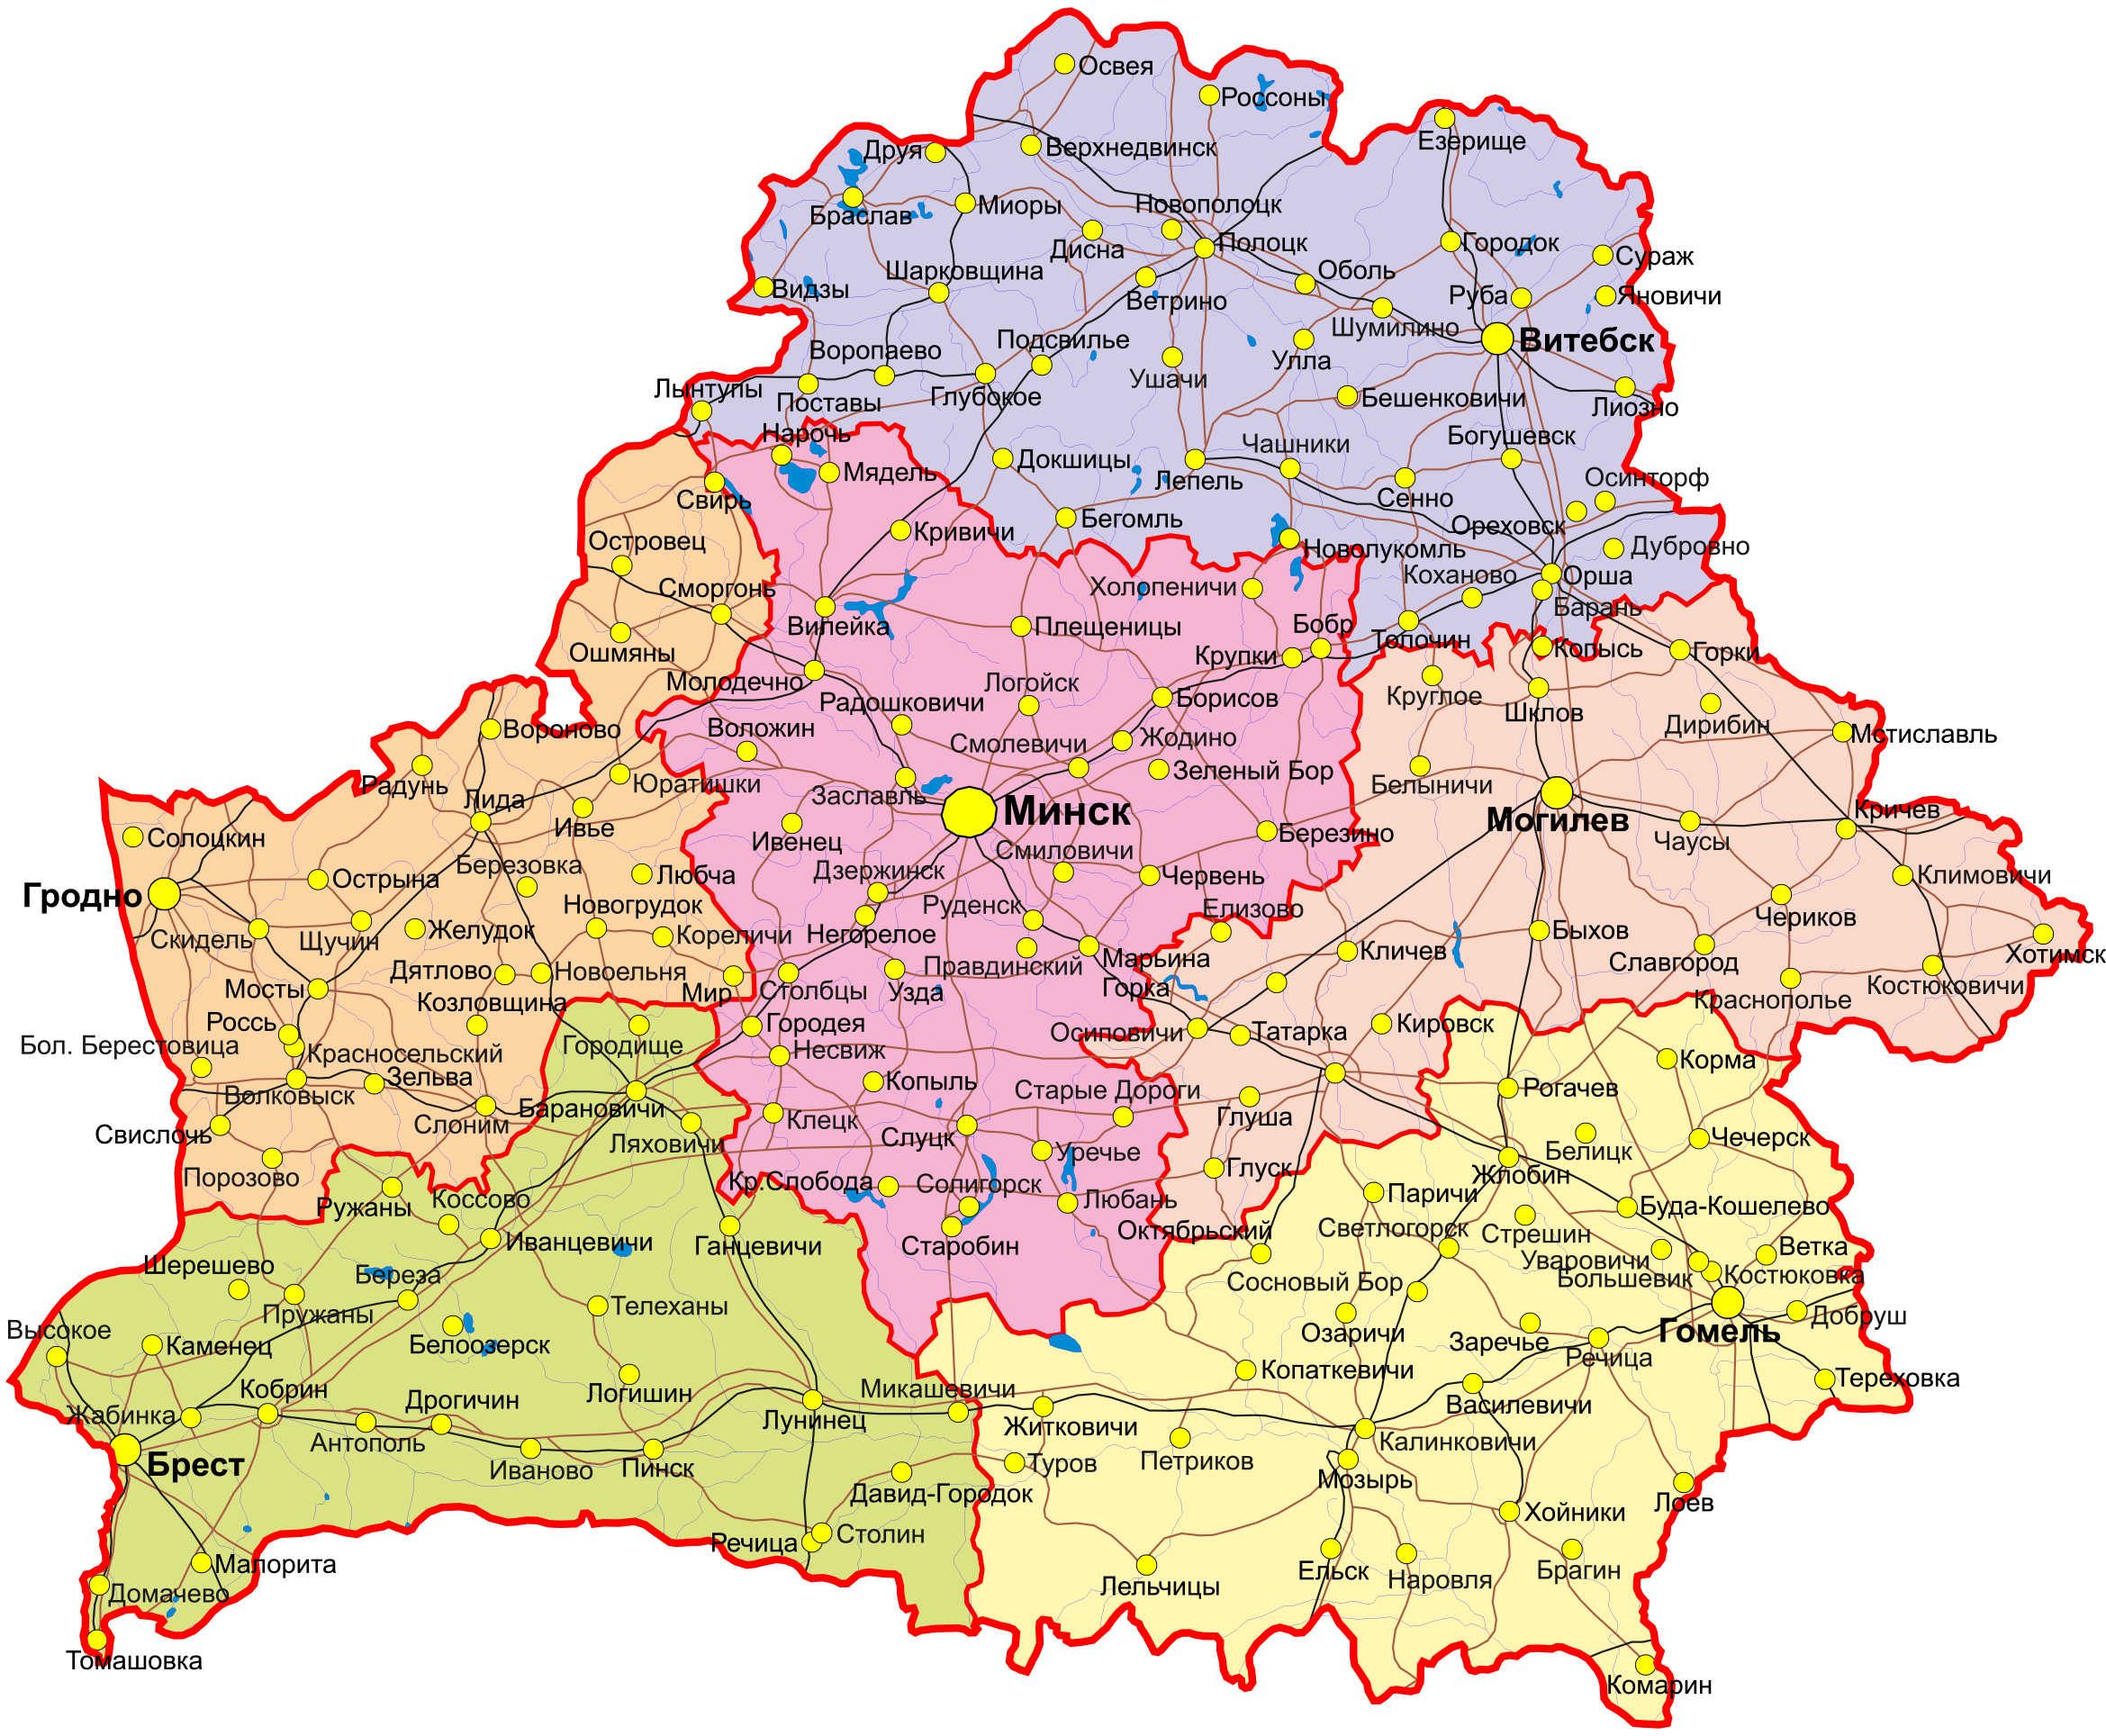 Освея
Россоны
Езерище
Друя
Верхнедвинск
Браслав
Миоры
Новополоцк
Дисна
Полоцк
Городок
Сураж
Шарковщина
Оболь
Видзы
Ветрино
Руба
Яновичи
Шумилино
Витебск
Подсвилье
Воропаево
Улла
Ушачи
Лынтупы
Поставы
Глубокое
Бешенковичи
Лиозно
Нарочь
Чашники
Богушевск
Мядель
Докшицы
Лепель
Осинторф
Свирь
Сенно
Бегомль
Ореховск
Кривичи
Островец
Новолукомль
Дубровно
Коханово
Орша
Сморгонь
Холопеничи
Барань
Вилейка
Плещеницы
Бобр
Толочин
Ошмяны
Крупки
Копысь
Горки
Молодечно
Логойск
Борисов
Круглое
Радошковичи
Шклов
Дирибин
Вороново
Воложин
Смолевичи
Жодино
Мстиславль
Зеленый Бор
Радунь
Юратишки
Белыничи
Заславль
Лида
Минск
Кричев
Могилев
Ивье
Солоцкин
Березино
Ивенец
Чаусы
Смиловичи
Березовка
Дзержинск
Острына
Любча
Червень
Климовичи
Гродно
Новогрудок
Руденск
Елизово
Чериков
Желудок
Скидель
Щучин
Кореличи
Негорелое
Быхов
Кличев
Хотимск
Правдинский
Марьина
Горка
Славгород
Дятлово
Новоельня
Мосты
Мир
Столбцы
Узда
Костюковичи
Козловщина
Краснополье
Россь
Городея
Осиповичи
Татарка
Кировск
Бол. Берестовица
Красносельский
Городище
Несвиж
Корма
Зельва
Копыль
Старые Дороги
Рогачев
Волковыск
Барановичи
Глуша
Клецк
Слоним
Свислочь
Ляховичи
Слуцк
Чечерск
Уречье
Белицк
Порозово
Глуск
Жлобин
Кр.Слобода
Солигорск
Паричи
Ружаны
Коссово
Любань
Буда-Кошелево
Октябрьский
Светлогорск
Стрешин
Иванцевичи
Ганцевичи
Старобин
Ветка
Уваровичи
Шерешево
Береза
Большевик
Костюковка
Сосновый Бор
Пружаны
Телеханы
Добруш
Высокое
Озаричи
Заречье
Гомель
Каменец
Белоозерск
Речица
Копаткевичи
Тереховка
Кобрин
Логишин
Микашевичи
Дрогичин
Василевичи
Жабинка
Лунинец
Житковичи
Антополь
Калинковичи
Брест
Иваново
Пинск
Туров
Петриков
Мозырь
Давид-Городок
Лоев
Хойники
Речица
Столин
Малорита
Ельск
Брагин
Наровля
Домачево
Лельчицы
Томашовка
Комарин